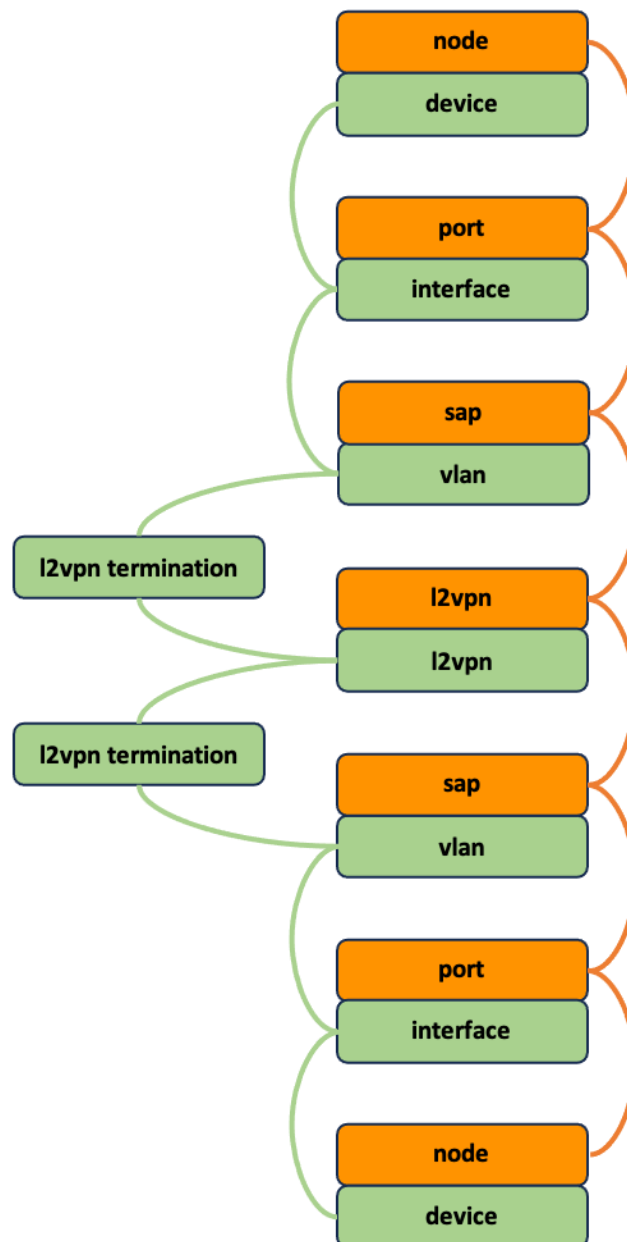 node
device
port
interface
sap
vlan
l2vpn termination
l2vpn
l2vpn
l2vpn termination
sap
vlan
port
interface
node
device